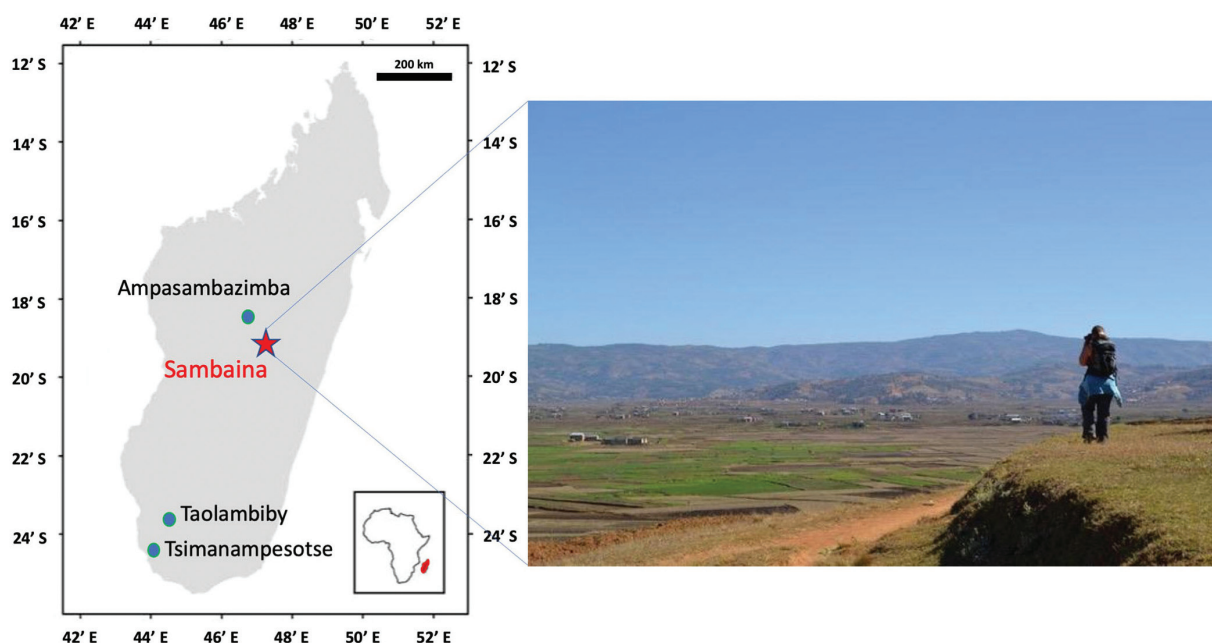 42’ E 44’ E 46’ E 48’ E 50’ E 52’ E
200 km
12’ S 12’ S
14’ S 14’ S
16’ S 16’ S
Ampasambazimba
18’ S 18’ S
Sambaina
20’ S 20’ S
22’ S 22’ S
Taolambiby
24’ S 24’ S
Tsimanampesotse
42’ E 44’ E 46’ E 48’ E 50’ E 52’ E